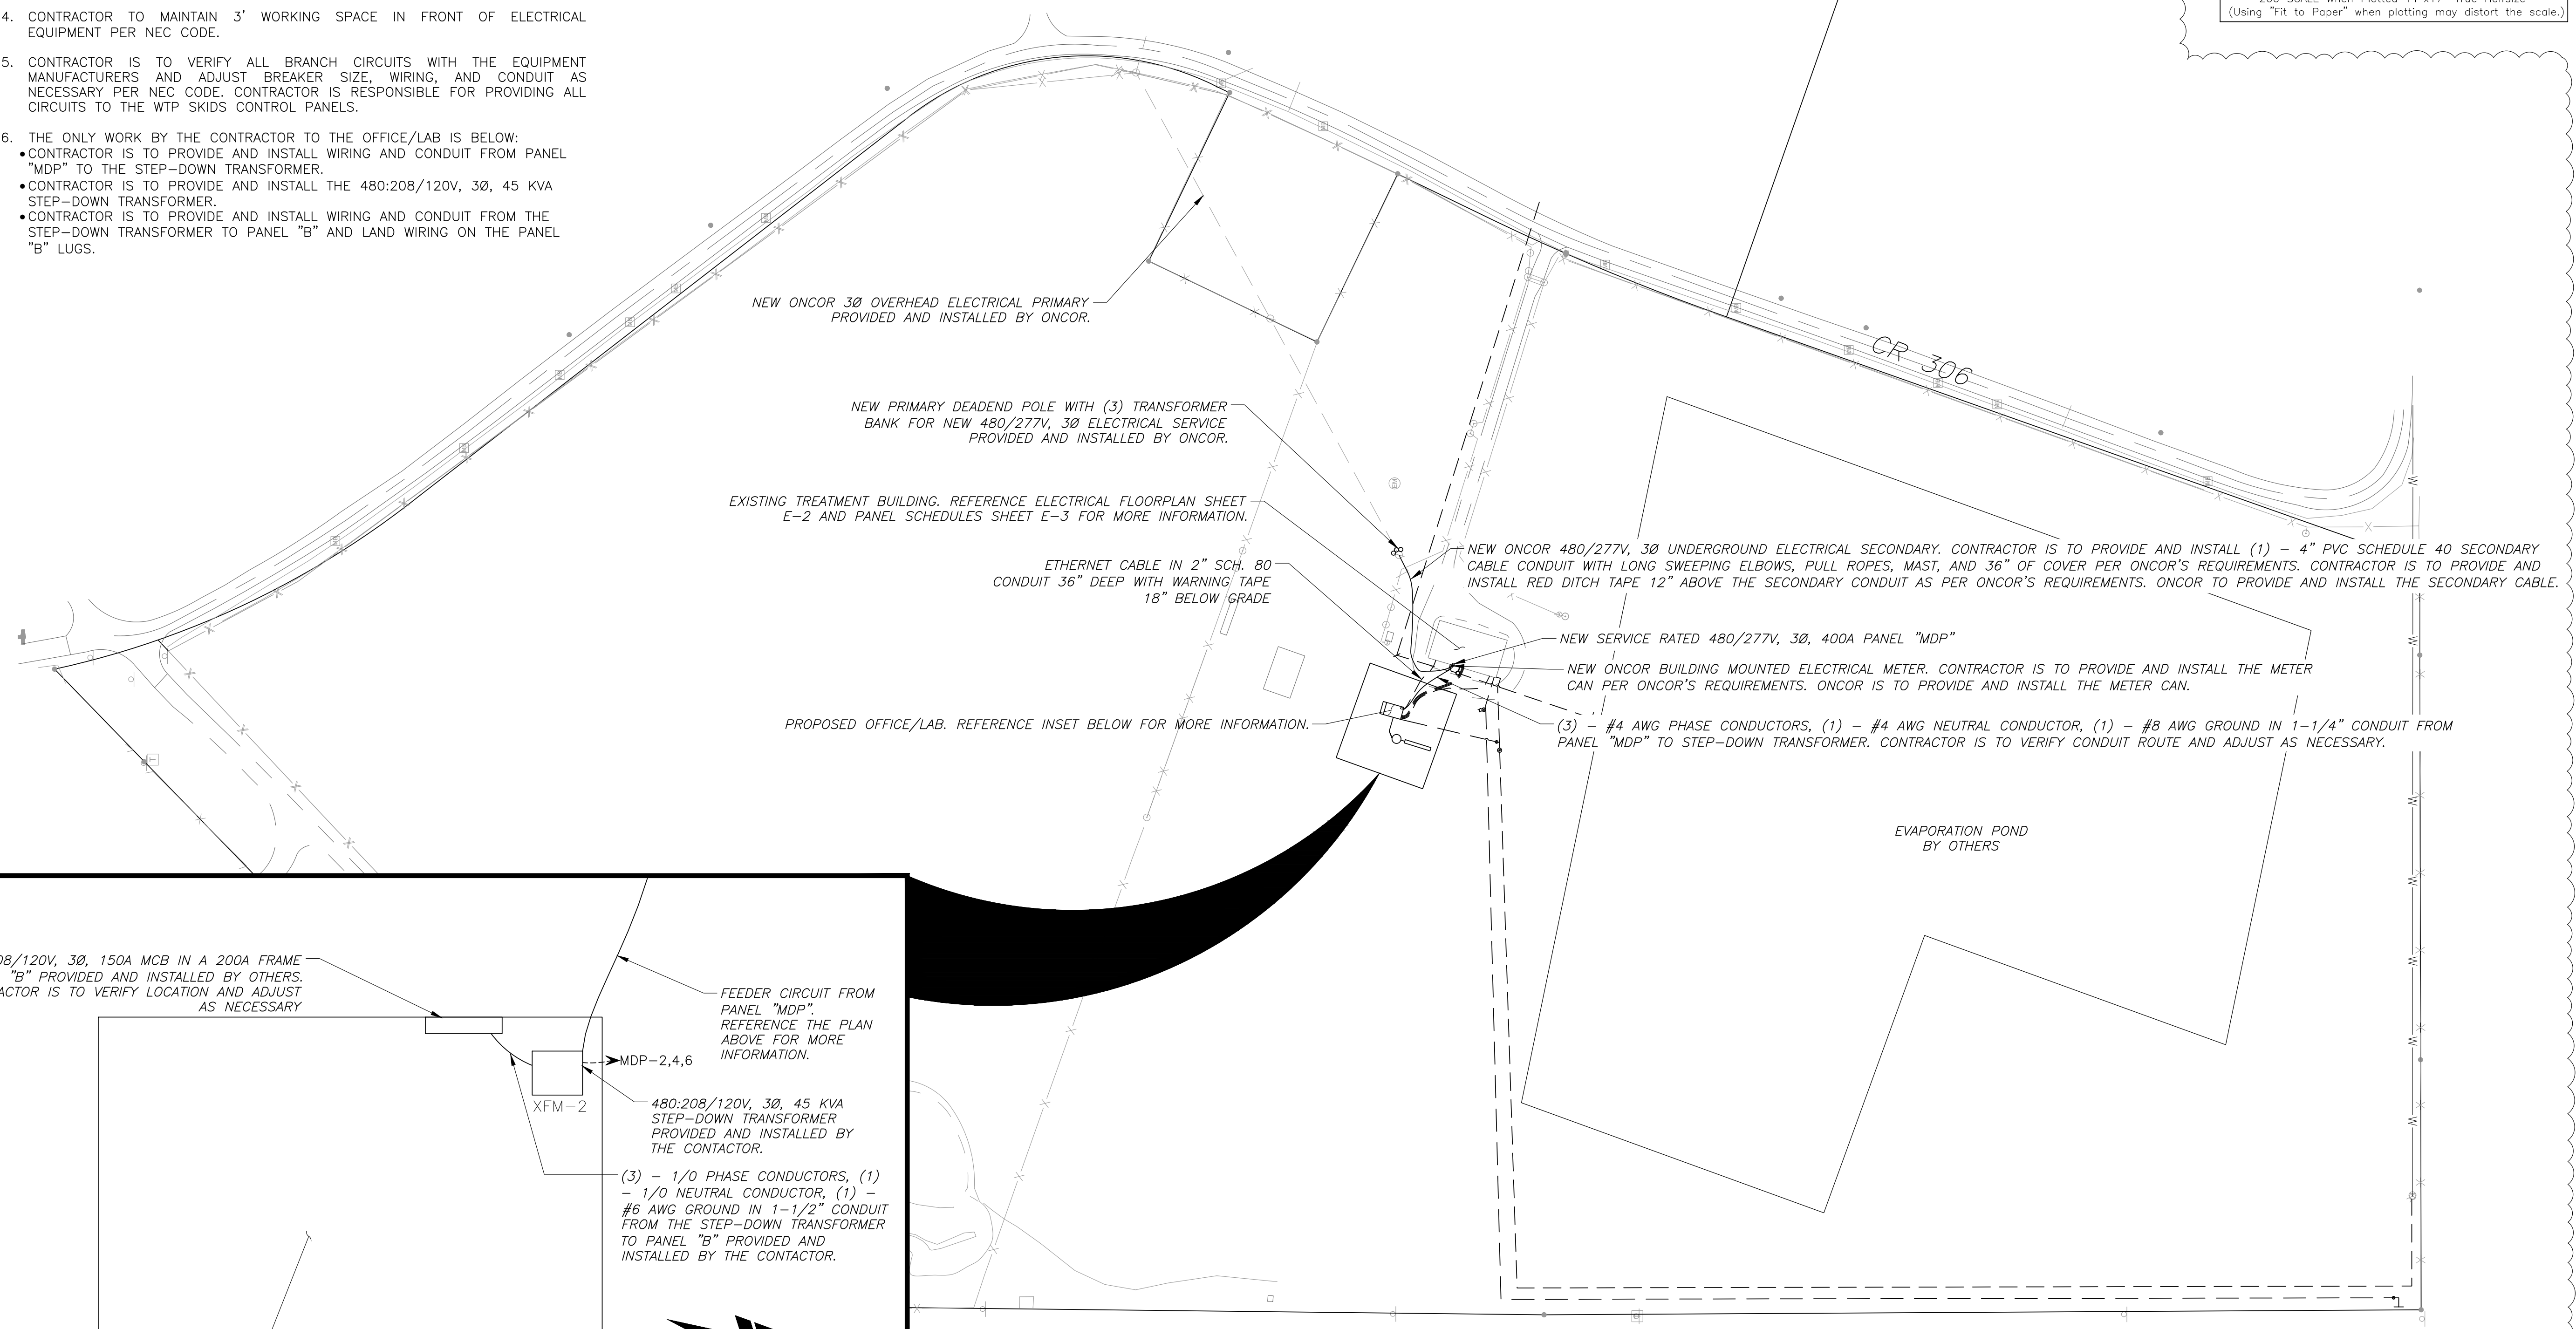 4. CONTRACTOR TO MAINTAIN 3' WORKING SPACE IN FRONT OF ELECTRICAL
EQUIPMENT PER NEC CODE.
5. CONTRACTOR IS TO VERIFY ALL BRANCH CIRCUITS WITH THE EQUIPMENT
MANUFACTURERS AND ADJUST BREAKER SIZE, WIRING, AND CONDUIT AS
NECESSARY PER NEC CODE. CONTRACTOR IS RESPONSIBLE FOR PROVIDING ALL
CIRCUITS TO THE WTP SKIDS CONTROL PANELS.
6. THE ONLY WORK BY THE CONTRACTOR TO THE OFFICE/LAB IS BELOW:
• CONTRACTOR IS TO PROVIDE AND INSTALL WIRING AND CONDUIT FROM PANEL
"MDP" TO THE STEP-DOWN TRANSFORMER.
• CONTRACTOR IS TO PROVIDE AND INSTALL THE 480:208/120V, 3Ø, 45 KVA
STEP-DOWN TRANSFORMER.
• CONTRACTOR IS TO PROVIDE AND INSTALL WIRING AND CONDUIT FROM THE
STEP-DOWN TRANSFORMER TO PANEL "B" AND LAND WIRING ON THE PANEL
"B" LUGS.
(Using "Fit to Paper" when plotting may distort the scale.)
NEW ONCOR 3Ø OVERHEAD ELECTRICAL PRIMARY
PROVIDED AND INSTALLED BY ONCOR.
CR 306
NEW PRIMARY DEADEND POLE WITH (3) TRANSFORMER
BANK FOR NEW 480/277V, 3Ø ELECTRICAL SERVICE
PROVIDED AND INSTALLED BY ONCOR.
EXISTING TREATMENT BUILDING. REFERENCE ELECTRICAL FLOORPLAN SHEET
E-2 AND PANEL SCHEDULES SHEET E-3 FOR MORE INFORMATION.
ETHERNET CABLE IN 2" SCH. 80
CONDUIT 36" DEEP WITH WARNING TAPE
18" BELOW GRADE
NEW ONCOR 480/277V, 3Ø UNDERGROUND ELECTRICAL SECONDARY. CONTRACTOR IS TO PROVIDE AND INSTALL (1) - 4" PVC SCHEDULE 40 SECONDARY
CABLE CONDUIT WITH LONG SWEEPING ELBOWS, PULL ROPES, MAST, AND 36" OF COVER PER ONCOR'S REQUIREMENTS. CONTRACTOR IS TO PROVIDE AND
INSTALL RED DITCH TAPE 12" ABOVE THE SECONDARY CONDUIT AS PER ONCOR'S REQUIREMENTS. ONCOR TO PROVIDE AND INSTALL THE SECONDARY CABLE.
NEW SERVICE RATED 480/277V, 3Ø, 400A PANEL "MDP"
NEW ONCOR BUILDING MOUNTED ELECTRICAL METER. CONTRACTOR IS TO PROVIDE AND INSTALL THE METER
CAN PER ONCOR'S REQUIREMENTS. ONCOR IS TO PROVIDE AND INSTALL THE METER CAN.
PROPOSED OFFICE/LAB. REFERENCE INSET BELOW FOR MORE INFORMATION.
(3) - #4 AWG PHASE CONDUCTORS, (1) - #4 AWG NEUTRAL CONDUCTOR, (1) - #8 AWG GROUND IN 1-1/4" CONDUIT FROM
PANEL "MDP" TO STEP-DOWN TRANSFORMER. CONTRACTOR IS TO VERIFY CONDUIT ROUTE AND ADJUST AS NECESSARY.
EVAPORATION POND
BY OTHERS
08/120V, 3Ø, 150A MCB IN A 200A FRAME
"B" PROVIDED AND INSTALLED BY OTHERS.
ACTOR IS TO VERIFY LOCATION AND ADJUST
AS NECESSARY
FEEDER CIRCUIT FROM
PANEL "MDP".
REFERENCE THE PLAN
ABOVE FOR MORE
INFORMATION.
MDP-2,4,6
XFM-2
480:208/120V, 3Ø, 45 KVA
STEP-DOWN TRANSFORMER
PROVIDED AND INSTALLED BY
THE CONTACTOR.
(3) - 1/0 PHASE CONDUCTORS, (1)
- 1/0 NEUTRAL CONDUCTOR, (1) -
#6 AWG GROUND IN 1-1/2" CONDUIT
FROM THE STEP-DOWN TRANSFORMER
TO PANEL "B" PROVIDED AND
INSTALLED BY THE CONTACTOR.